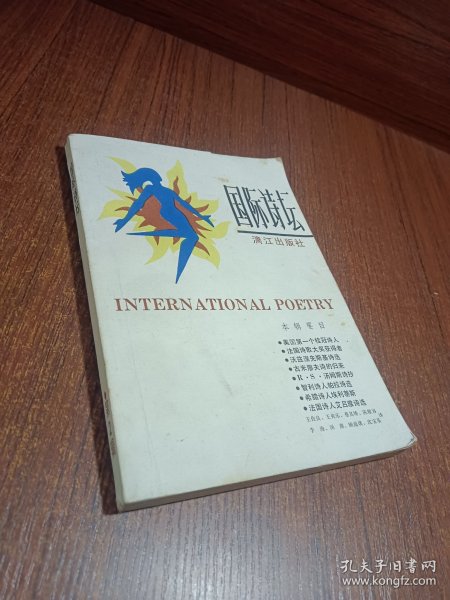 国际诗坛
漓江出版社
INTERNATIONAL POETRY
本辑要目
●美国第一个桂冠诗人
●法国诗歌大奖获得者
●沃兹涅先斯基诗选
●古米廖夫诗的归来
●R·S·汤姆斯诗抄
●智利诗人帕拉诗选
●希腊诗人埃利蒂斯
●法国诗人艾吕雅诗选
孔夫子旧书网
www.kongfz.com